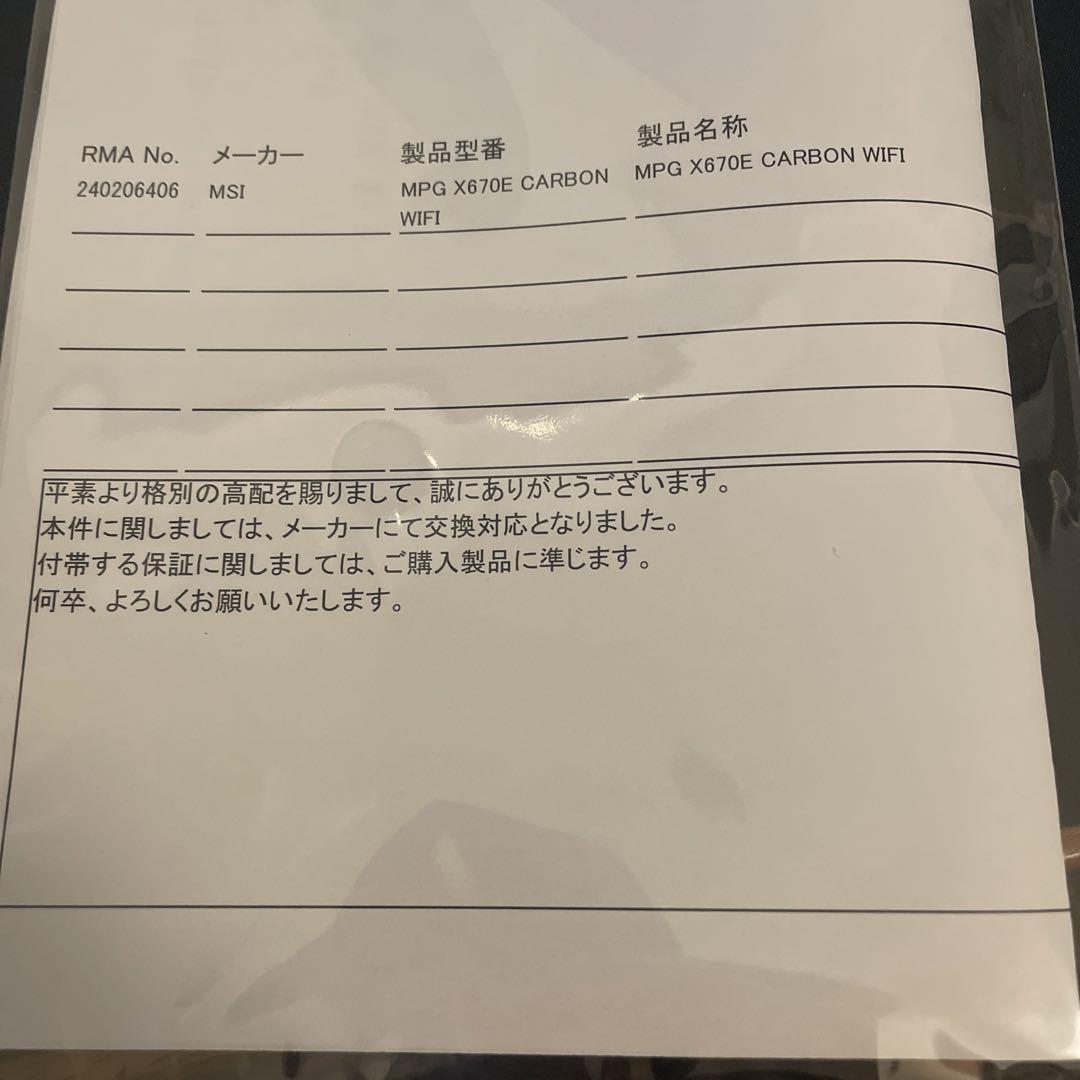 RMA No. メーカー 製品型番 製品名称
240206406 MSI MPG X670E CARBON WIFI MPG X670E CARBON WIFI
平素より格別の高配を賜りまして、誠にありがとうございます。
本件に関しましては、メーカーにて交換対応となりました。
付帯する保証に関しましては、ご購入製品に準じます。
何卒、よろしくお願いいたします。